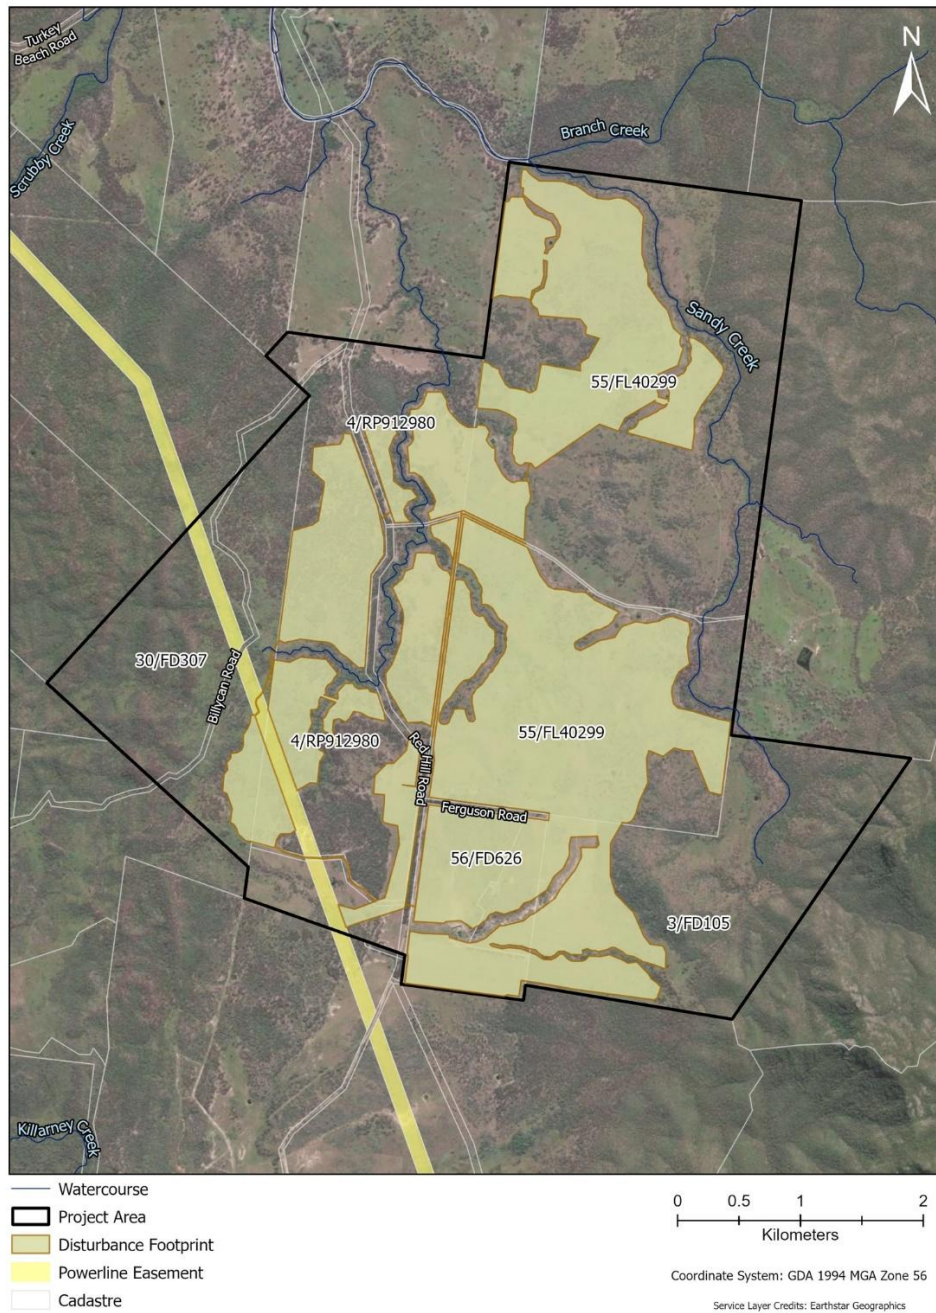 Turkey
Beach Road
N
Scrubby Creek
Branch Creek
Sandy Creek
55/FL40299
4/RP912980
30/FD307
Billycan Road
4/RP912980
Red Hill Road
55/FL40299
Ferguson Road
56/FD626
3/FD105
Killarney Creek
Watercourse
Project Area
Disturbance Footprint
Powerline Easement
Cadastre
0 0.5 1 2
Kilometers
Coordinate System: GDA 1994 MGA Zone 56
Service Layer Credits: Earthstar Geographics